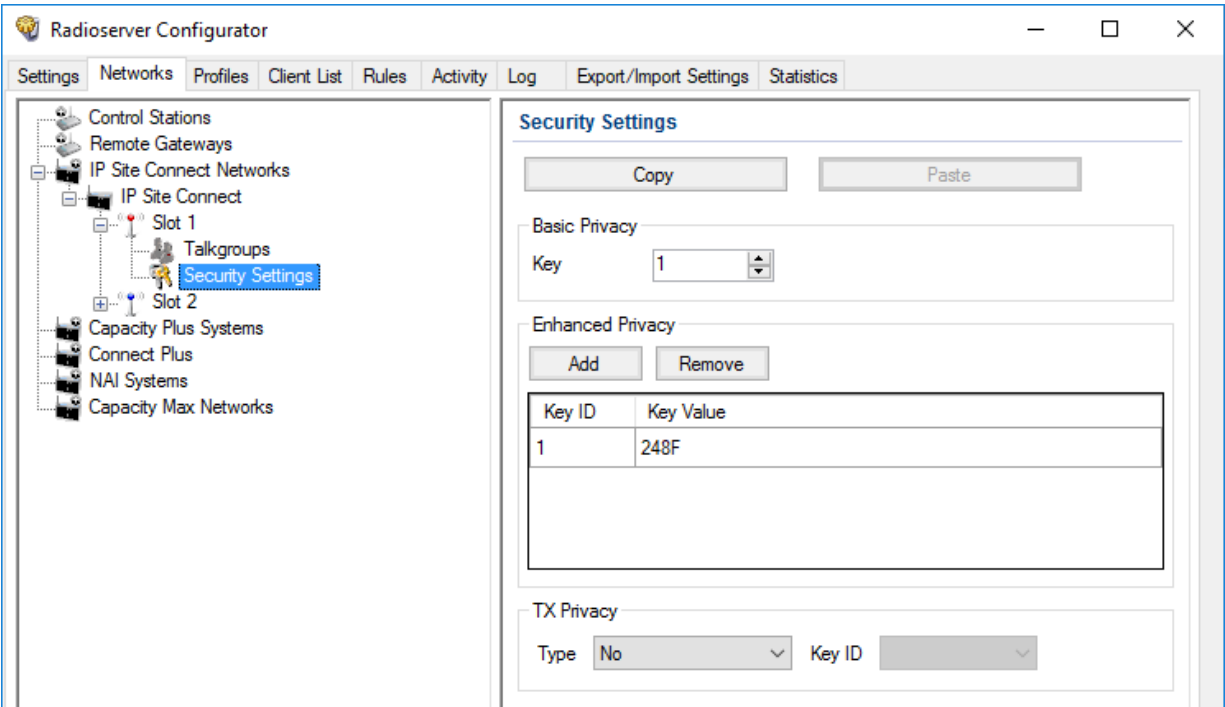 Radioserver Configurator
Settings Networks Profiles Client List Rules Activity Log Export/Import Settings Statistics
Control Stations
Remote Gateways
IP Site Connect Networks
IP Site Connect
Slot 1
Talkgroups
Security Settings
Slot 2
Capacity Plus Systems
Connect Plus
NAI Systems
Capacity Max Networks
Security Settings
Copy Paste
Basic Privacy
Key 1
Enhanced Privacy
Add Remove
Key ID Key Value
1 248F
TX Privacy
Type No Key ID